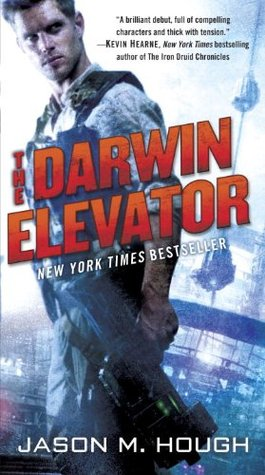 "A brilliant debut, full of compelling
characters and thick with tension."
—KEVIN HEARNE, New York Times bestselling
author of The Iron Druid Chronicles
THE
DARWIN
ELEVATOR
NEW YORK TIMES BESTSELLER
JASON M. HOUGH